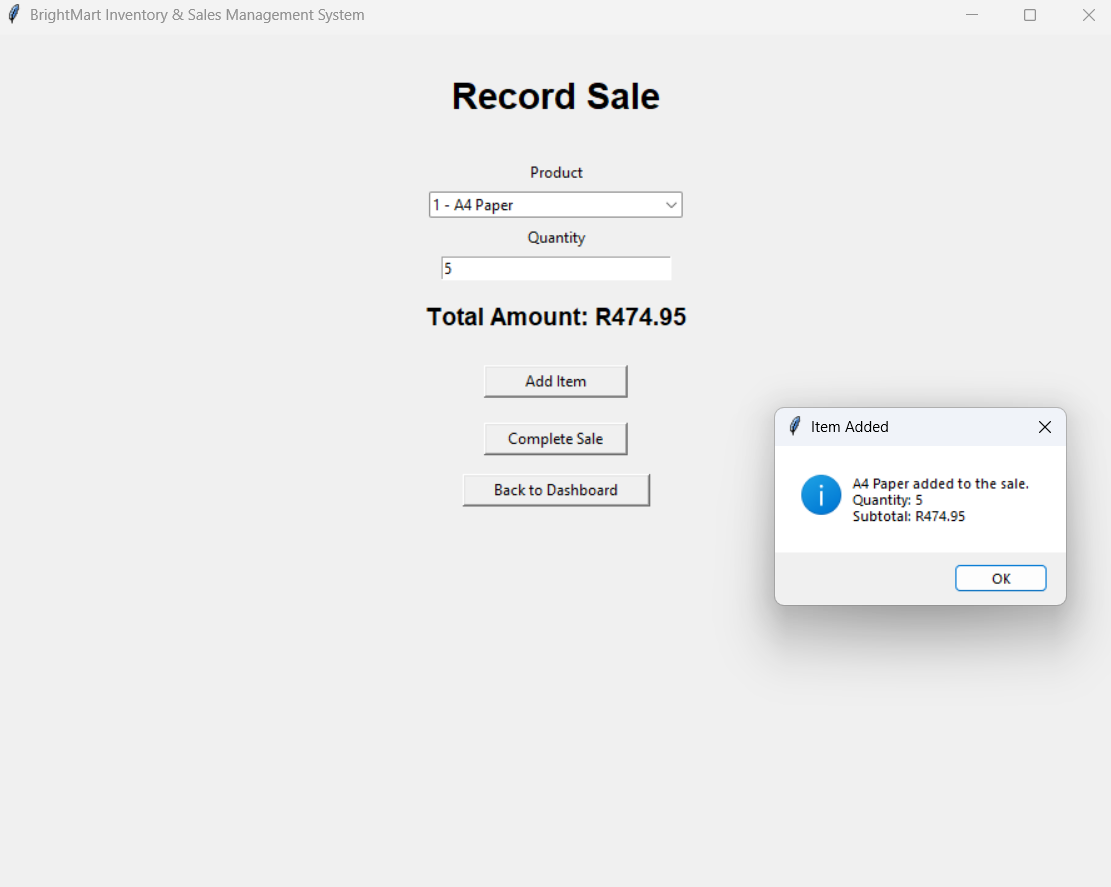 BrightMart Inventory & Sales Management System
Record Sale
Product
1 - A4 Paper
Quantity
5
Total Amount: R474.95
Add Item
Complete Sale
Back to Dashboard
Item Added
A4 Paper added to the sale.
Quantity: 5
Subtotal: R474.95
OK